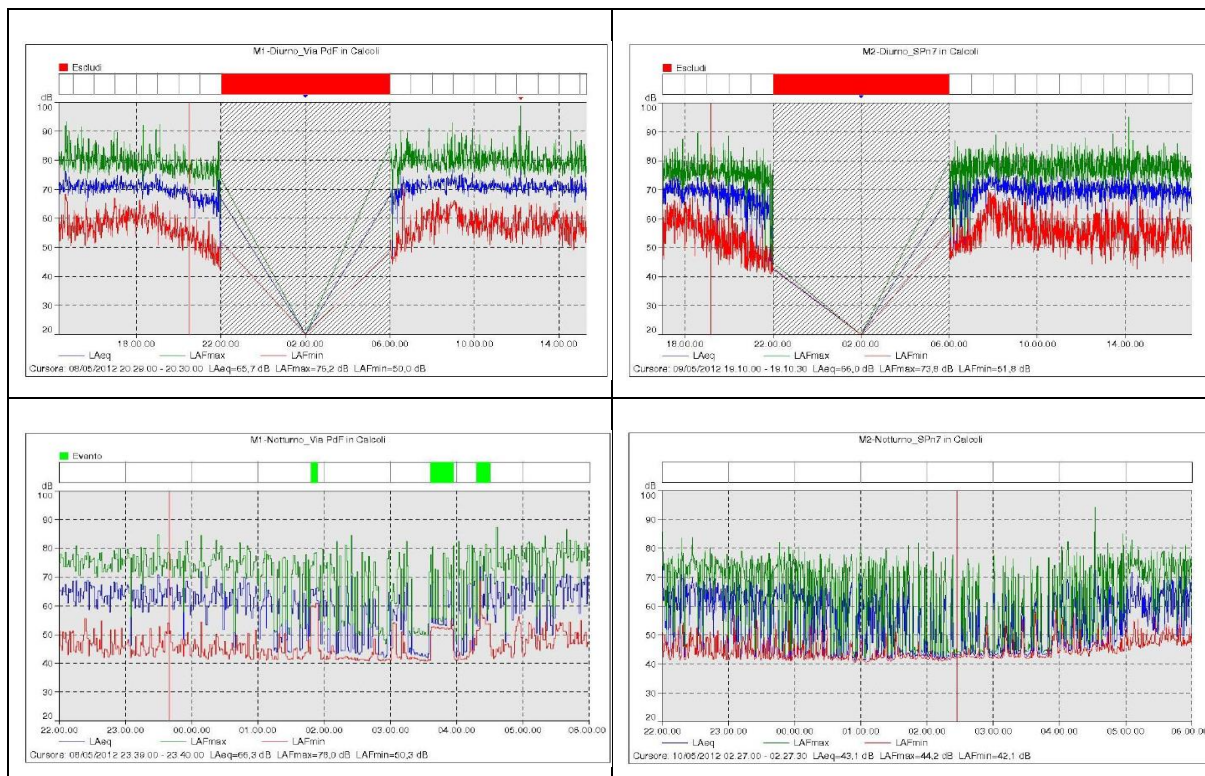 M1-Diurno_Via PdF in Calcoli
Escludi
dB
100
90
80
70
60
50
40
30
20
18.00.00 22.00.00 02.00.00 06.00.00 14.00.00
LAeq LAFmax LAFmin
Cursore: 08/05/2012 20.29.00 - 20.30.00 LAeq=65,7 dB LAFmax=76,2 dB LAFmin=50,0 dB
M2-Diurno_SPn7 in Calcoli
Escludi
dB
100
90
80
70
60
50
40
30
20
18.00.00 22.00.00 02.00.00 06.00.00 10.00.00 14.00.00
LAeq LAFmax LAFmin
Cursore: 09/05/2012 19.10.00 - 19.10.30 LAeq=66,0 dB LAFmax=73,8 dB LAFmin=51,8 dB
M1-Notturno_Via PdF in Calcoli
Evento
dB
100
90
80
70
60
50
40
30
20
22.00.00 23.00.00 00.00.00 01.00.00 02.00.00 03.00.00 04.00.00 05.00.00 06.00.00
LAeq LAFmax LAFmin
Cursore: 08/05/2012 23.39.00 - 23.40.00 LAeq=66,3 dB LAFmax=76,0 dB LAFmin=50,3 dB
M2-Notturno_SPn7 in Calcoli
dB
100
90
80
70
60
50
40
30
20
22.00.00 23.00.00 00.00.00 01.00.00 02.00.00 03.00.00 04.00.00 05.00.00 06.00.00
LAeq LAFmax LAFmin
Cursore: 10/05/2012 02.27.00 - 02.27.30 LAeq=43,1 dB LAFmax=44,2 dB LAFmin=42,1 dB